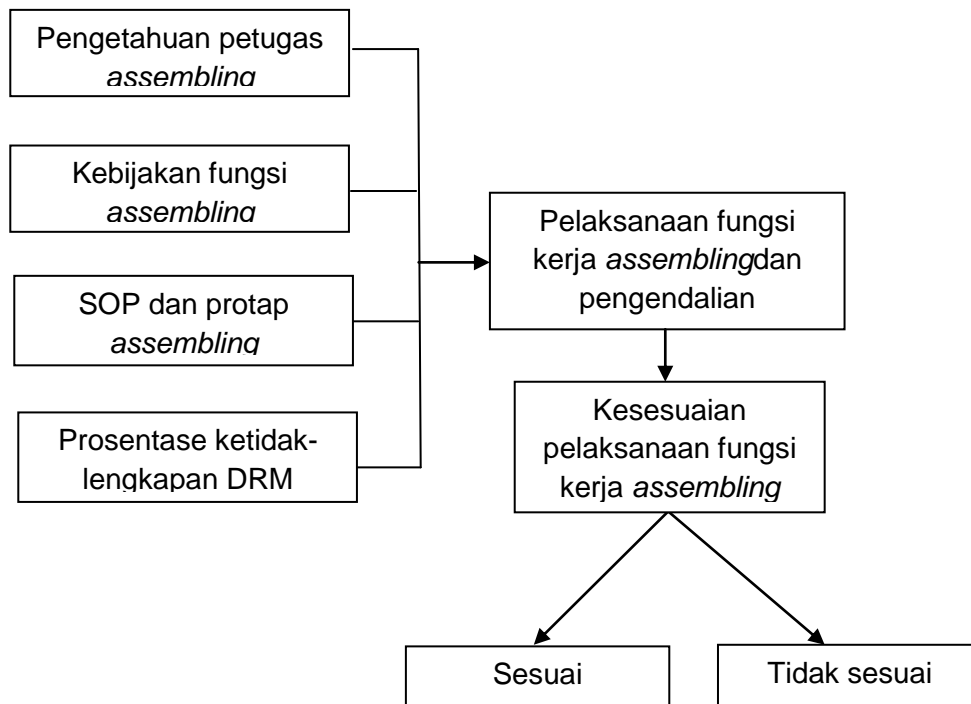 Pengetahuan petugas
assembling
Kebijakan fungsi
assembling
SOP dan protap
assembling
Prosentase ketidak-
lengkapan DRM
Pelaksanaan fungsi
kerja assemblingdan
pengendalian
Kesesuaian
pelaksanaan fungsi
kerja assembling
Sesuai
Tidak sesuai